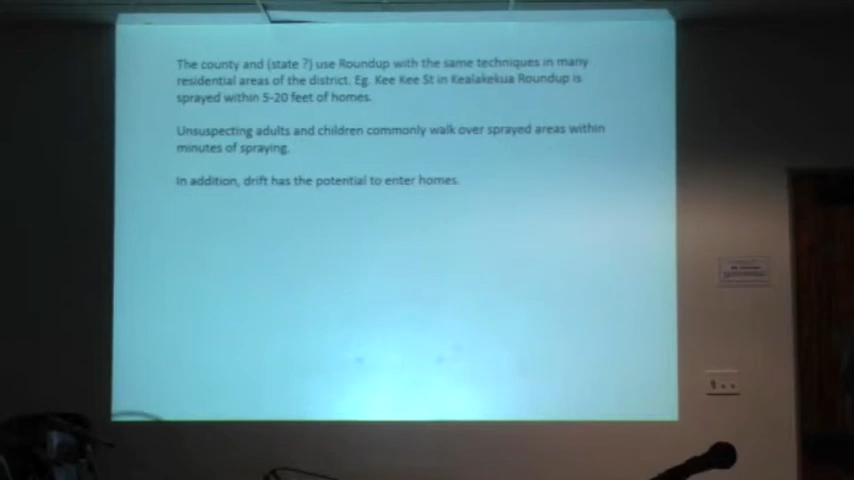 The county and (state ?) use Roundup with the same techniques in many
residential areas of the district. Eg. Kee Kee St in Kealakekua Roundup is
sprayed within 5-20 feet of homes.
Unsuspecting adults and children commonly walk over sprayed areas within
minutes of spraying.
In addition, drift has the potential to enter homes.